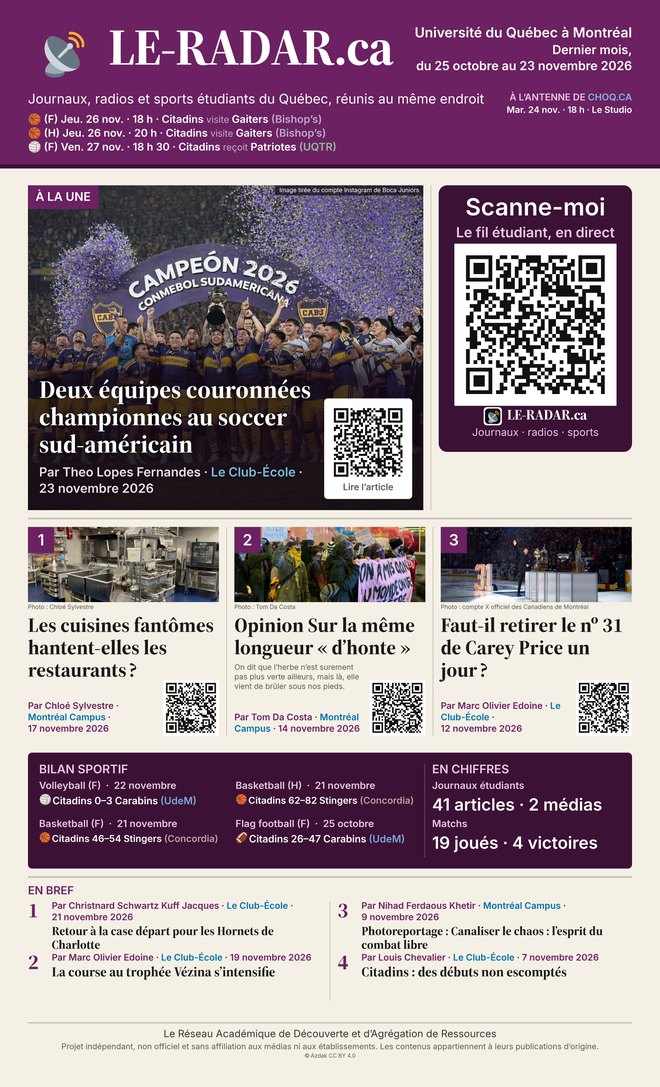 LE-RADAR.ca
Université du Québec à Montréal
Dernier mois,
du 25 octobre au 23 novembre 2026
Journaux, radios et sports étudiants du Québec, réunis au même endroit
À L'ANTENNE DE CHOQ.CA
Mar. 24 nov. · 18 h · Le Studio
(F) Jeu. 26 nov. · 18 h · Citadins visite Gaiters (Bishop's)
(H) Jeu. 26 nov. · 20 h · Citadins visite Gaiters (Bishop's)
(F) Ven. 27 nov. · 18 h 30 · Citadins reçoit Patriotes (UQTR)
À LA UNE
Image tirée du compte Instagram de Boca Juniors
CAMPEÓN 2026
CONMEBOL SUDAMERICANA
CABJ
CABJ
Deux équipes couronnées
championnes au soccer
sud-américain
Par Theo Lopes Fernandes · Le Club-École ·
23 novembre 2026
Lire l'article
Scanne-moi
Le fil étudiant, en direct
LE-RADAR.ca
Journaux · radios · sports
1
Photo : Chloé Sylvestre
Les cuisines fantômes
hantent-elles les
restaurants ?
Par Chloé Sylvestre ·
Montréal Campus ·
17 novembre 2026
2
Photo : Tom Da Costa
Opinion Sur la même
longueur « d'honte »
On dit que l'herbe n'est surement
pas plus verte ailleurs, mais là, elle
vient de brûler sous nos pieds.
Par Tom Da Costa · Montréal
Campus · 14 novembre 2026
3
31
Photo : compte X officiel des Canadiens de Montréal
Faut-il retirer le nº 31
de Carey Price un
jour ?
Par Marc Olivier Edoine · Le
Club-École ·
12 novembre 2026
BILAN SPORTIF
Volleyball (F) · 22 novembre
Citadins 0–3 Carabins (UdeM)
Basketball (H) · 21 novembre
Citadins 62–82 Stingers (Concordia)
Basketball (F) · 21 novembre
Citadins 46–54 Stingers (Concordia)
Flag football (F) · 25 octobre
Citadins 26–47 Carabins (UdeM)
EN CHIFFRES
Journaux étudiants
41 articles · 2 médias
Matchs
19 joués · 4 victoires
EN BREF
1
Par Christnard Schwartz Kuff Jacques · Le Club-École ·
21 novembre 2026
Retour à la case départ pour les Hornets de
Charlotte
2
Par Marc Olivier Edoine · Le Club-École · 19 novembre 2026
La course au trophée Vézina s'intensifie
3
Par Nihad Ferdaous Khetir · Montréal Campus ·
9 novembre 2026
Photoreportage : Canaliser le chaos : l'esprit du
combat libre
4
Par Louis Chevalier · Le Club-École · 7 novembre 2026
Citadins : des débuts non escomptés
Le Réseau Académique de Découverte et d'Agrégation de Ressources
Projet indépendant, non officiel et sans affiliation aux médias ni aux établissements. Les contenus appartiennent à leurs publications d'origine.
© Azdak CC BY 4.0